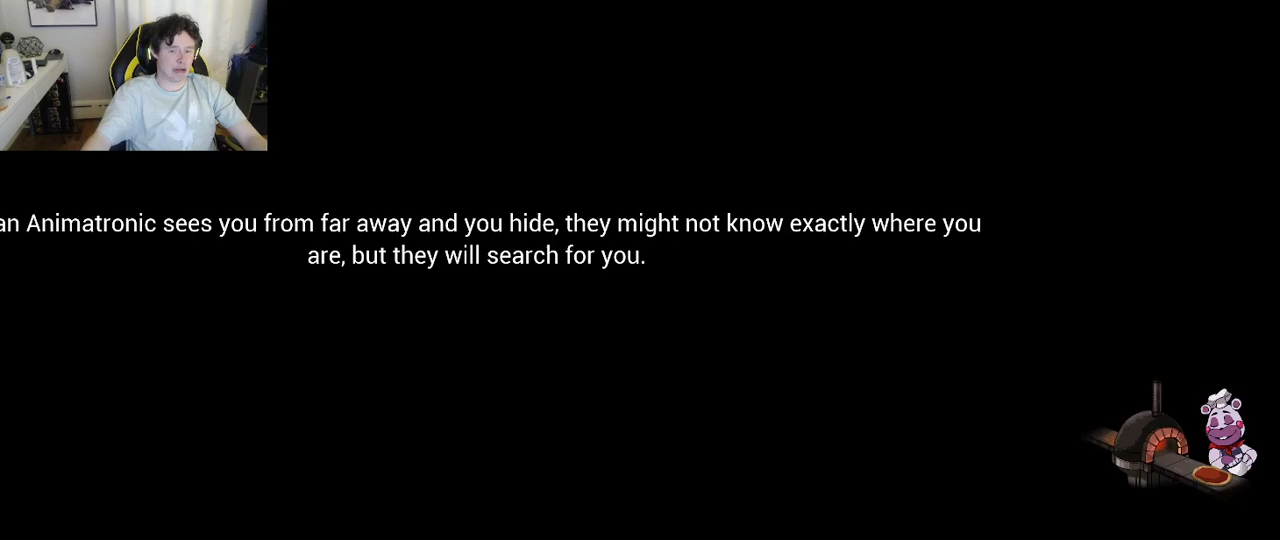 an Animatronic sees you from far away and you hide, they might not know exactly where you
are, but they will search for you.